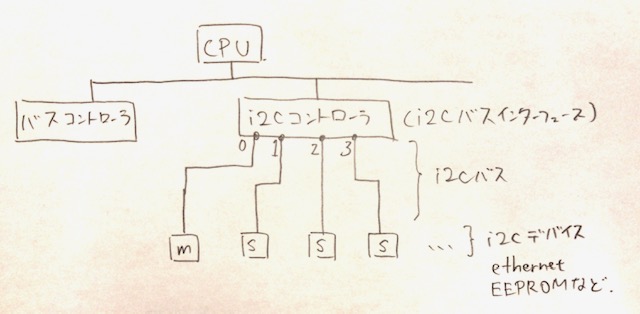 CPU
バスコントローラ
i2Cコントローラ
(i2Cバスインターフェース)
0 1 2 3
i2Cバス
m S S S ... i2Cデバイス
ethernet
EEPROMなど.